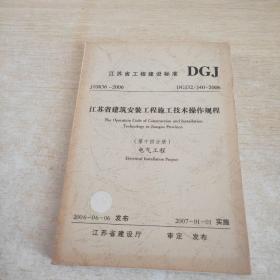 江苏省工程建设标准 DGJ
J10836-2006 DGJ32/J40-2006
江苏省建筑安装工程施工技术操作规程
The Operation Code of Construction and Installation
Technology in Jiangsu Province
(第十四分册)
电气工程
Electrical Installation Project
2006-06-06 发布 2007-01-01 实施
江苏省建设厅 审定 发布